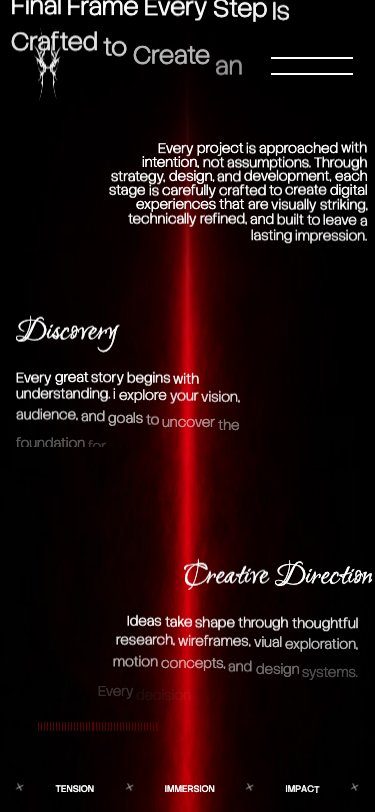 Final Frame Every Step Is
Crafted to Create an
Every project is approached with
intention, not assumptions. Through
strategy, design, and development, each
stage is carefully crafted to create digital
experiences that are visually striking,
technically refined, and built to leave a
lasting impression.
Discovery
Every great story begins with
understanding. i explore your vision,
audience, and goals to uncover the
foundation for
Creative Direction
Ideas take shape through thoughtful
research, wireframes, viual exploration,
motion concepts, and design systems.
Every decision
TENSION IMMERSION IMPACT